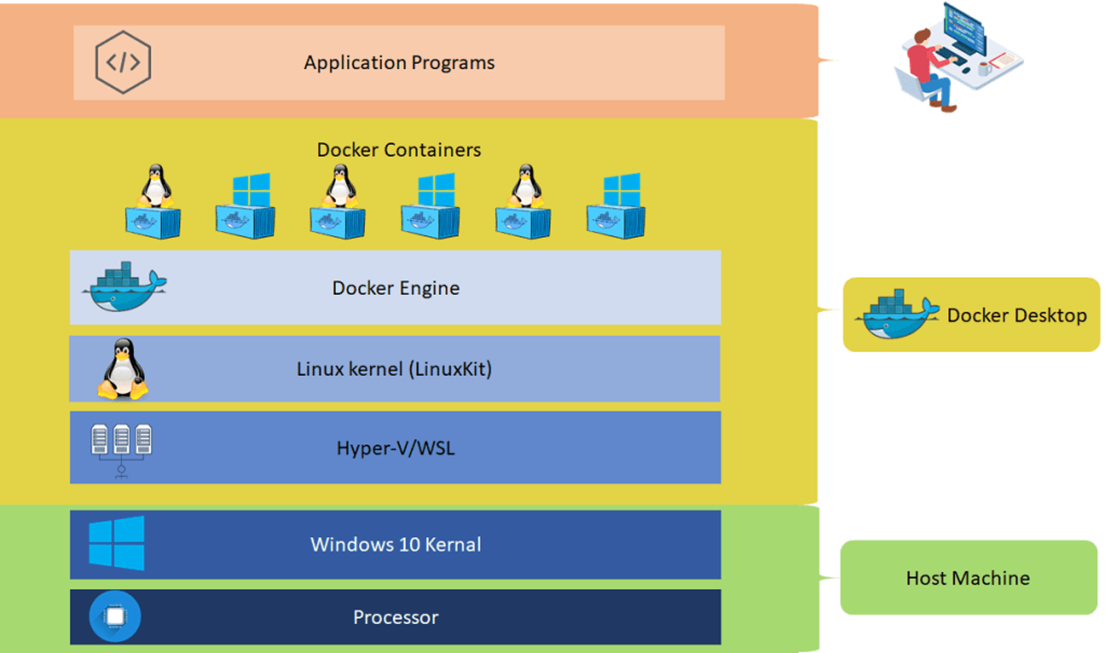 Application Programs
Docker Containers
Docker Engine
Docker Desktop
Linux kernel (LinuxKit)
Hyper-V/WSL
Windows 10 Kernal
Host Machine
Processor